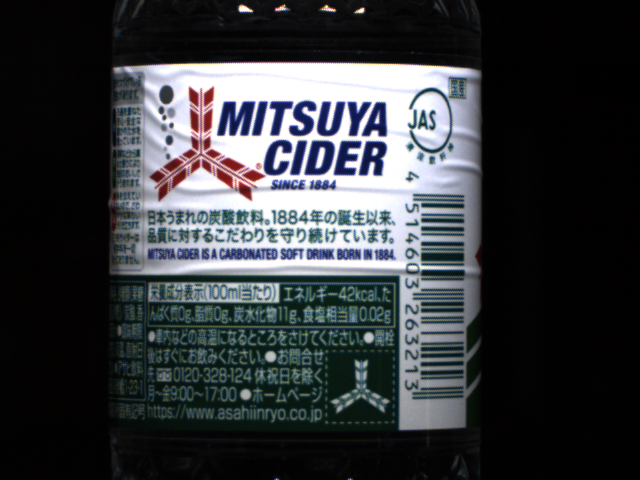 MITSUYA
CIDER
®
SINCE 1884
日本うまれの炭酸飲料。1884年の誕生以来、
品質に対するこだわりを守り続けています。
MITSUYA CIDER IS A CARBONATED SOFT DRINK BORN IN 1884.
栄養成分表示(100ml当たり) エネルギー42kcal、た
んぱく質0g、脂質0g、炭水化物11g、食塩相当量0.02g
●車内などの高温になるところをさけてください。●開栓
後はすぐにお飲みください。●お問合せ
先 0120-328-124 休祝日を除く
月～金9:00～17:00 ●ホームページ
https://www.asahiinryo.co.jp
国産
JAS
4 514603 263213